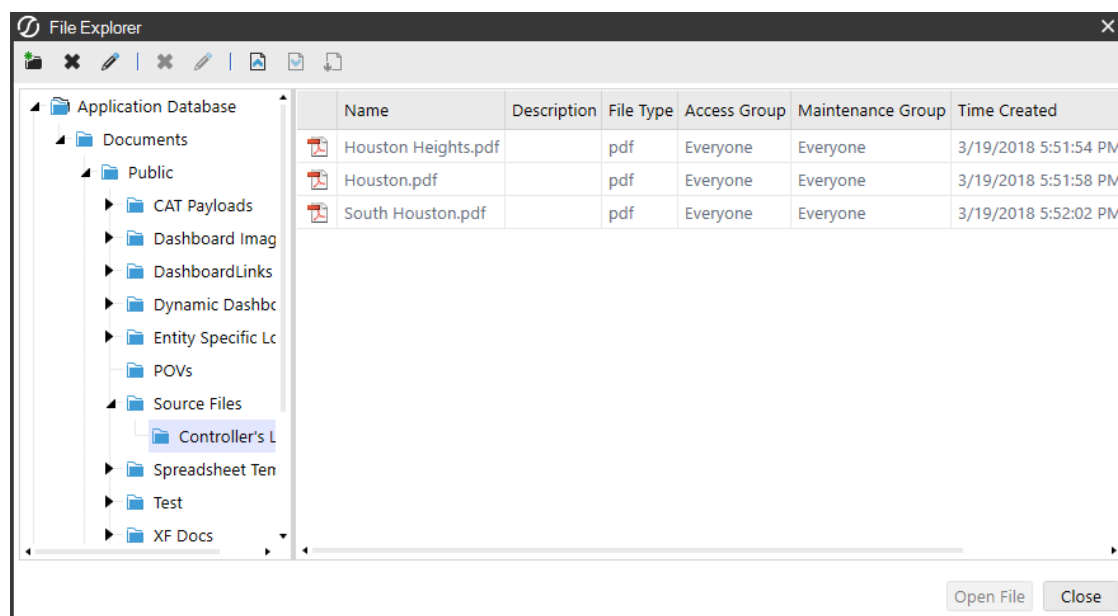 File Explorer
Application Database
Documents
Public
CAT Payloads
Dashboard Imag
DashboardLinks
Dynamic Dashbc
Entity Specific Lc
POVs
Source Files
Controller's L
Spreadsheet Tem
Test
XF Docs
Name Description File Type Access Group Maintenance Group Time Created
Houston Heights.pdf pdf Everyone Everyone 3/19/2018 5:51:54 PM
Houston.pdf pdf Everyone Everyone 3/19/2018 5:51:58 PM
South Houston.pdf pdf Everyone Everyone 3/19/2018 5:52:02 PM
Open File Close